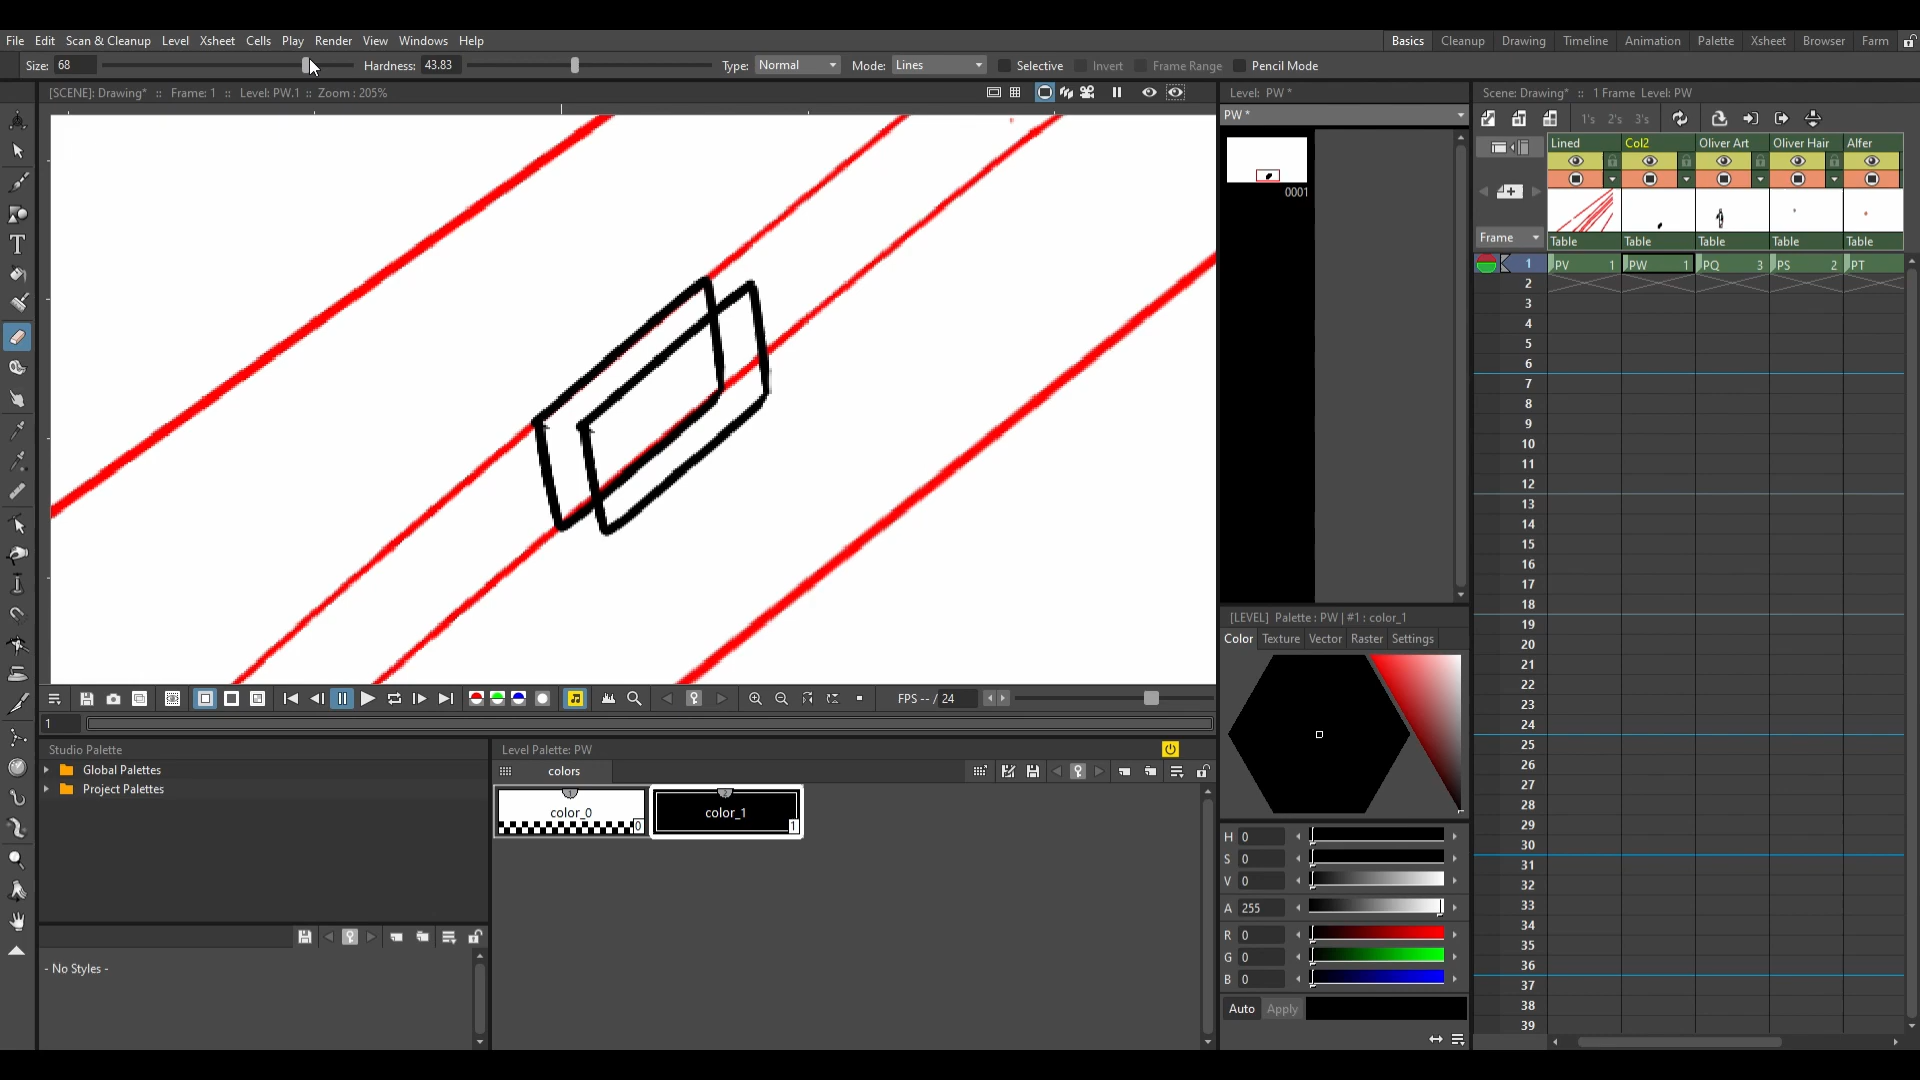 File Edit Scan & Cleanup Level Xsheet Cells Play Render View Windows Help
Basics Cleanup Drawing Timeline Animation Palette Xsheet Browser Farm
Size: 68 Hardness: 43.83 Type: Normal Mode: Lines Selective Invert Frame Range Pencil Mode
[SCENE]: Drawing* :: Frame: 1 :: Level: PW.1 :: Zoom : 205%
Level: PW *
Scene: Drawing* :: 1 Frame Level: PW
PW *
1's 2's 3's
0001
Lined Col2 Oliver Art Oliver Hair Alfer
Frame
Table Table Table Table Table
1 PV 1 PW 1 PQ 3 PS 2 PT
2
3
4
5
6
7
8
9
10
11
12
13
14
15
16
17
18
19
20
21
22
23
24
25
26
27
28
29
30
31
32
33
34
35
36
37
38
39
[LEVEL] Palette : PW | #1 : color_1
Color Texture Vector Raster Settings
H 0
S 0
V 0
A 255
R 0
G 0
B 0
Auto Apply
FPS -- / 24
1
Studio Palette
Global Palettes
Project Palettes
- No Styles -
Level Palette: PW
colors
1 color_0 0
2 color_1 1